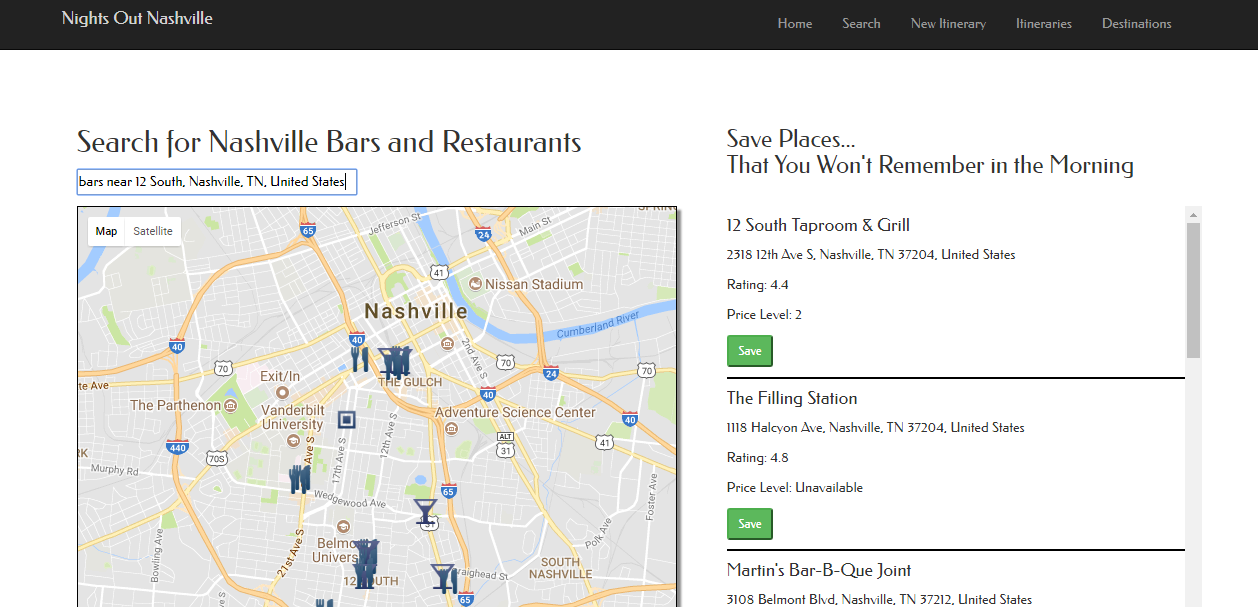 Nights Out Nashville
Home
Search
New Itinerary
Itineraries
Destinations
Search for Nashville Bars and Restaurants
bars near 12 South, Nashville, TN, United States
Map
Satellite
65
Jefferson St
24
Main St
41
Nissan Stadium
Nashville
Cumberland River
40
40
2nd Ave S
70
70
THE GULCH
70
24
Exit/In
40
The Parthenon
Vanderbilt
University
Adventure Science Center
40
ALT
31
41
440
70S
Murphy Rd
17th Ave S
12th Ave S
65
Wedgewood Ave
Foster Ave
31
Bowling Ave
21st Ave S
Polk Ave
SOUTH
NASHVILLE
65
Save Places...
That You Won't Remember in the Morning
12 South Taproom & Grill
2318 12th Ave S, Nashville, TN 37204, United States
Rating: 4.4
Price Level: 2
Save
The Filling Station
1118 Halcyon Ave, Nashville, TN 37204, United States
Rating: 4.8
Price Level: Unavailable
Save
Martin's Bar-B-Que Joint
3108 Belmont Blvd, Nashville, TN 37212, United States